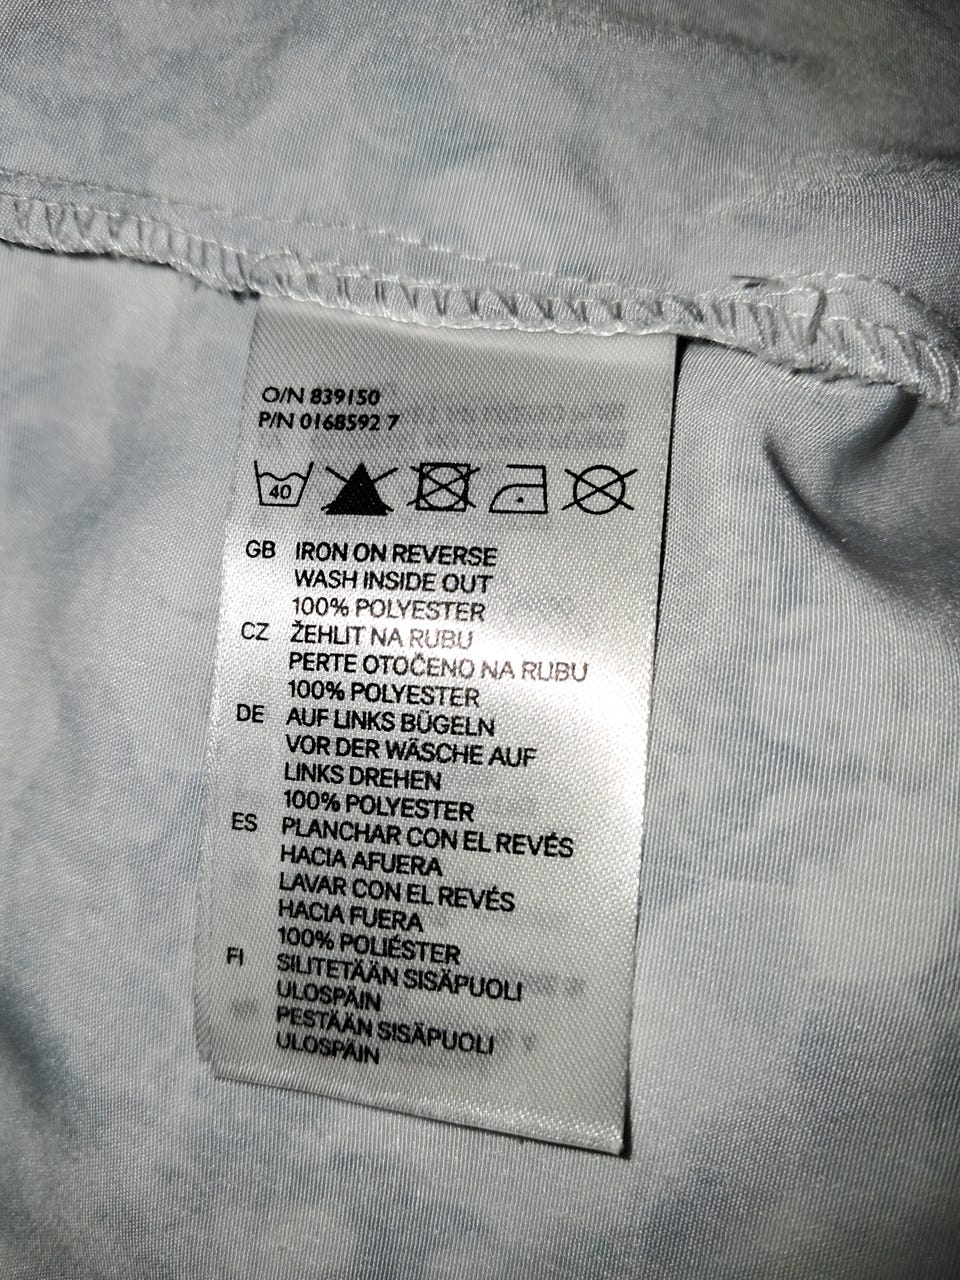 O/N 839150
P/N 0168592 7
40
GB IRON ON REVERSE
WASH INSIDE OUT
100% POLYESTER
CZ ŽEHLIT NA RUBU
PERTE OTOČENO NA RUBU
100% POLYESTER
DE AUF LINKS BÜGELN
VOR DER WÄSCHE AUF
LINKS DREHEN
100% POLYESTER
ES PLANCHAR CON EL REVÉS
HACIA AFUERA
LAVAR CON EL REVÉS
HACIA FUERA
100% POLIÉSTER
FI SILITETÄÄN SISÄPUOLI
ULOSPÄIN
PESTÄÄN SISÄPUOLI
ULOSPÄIN